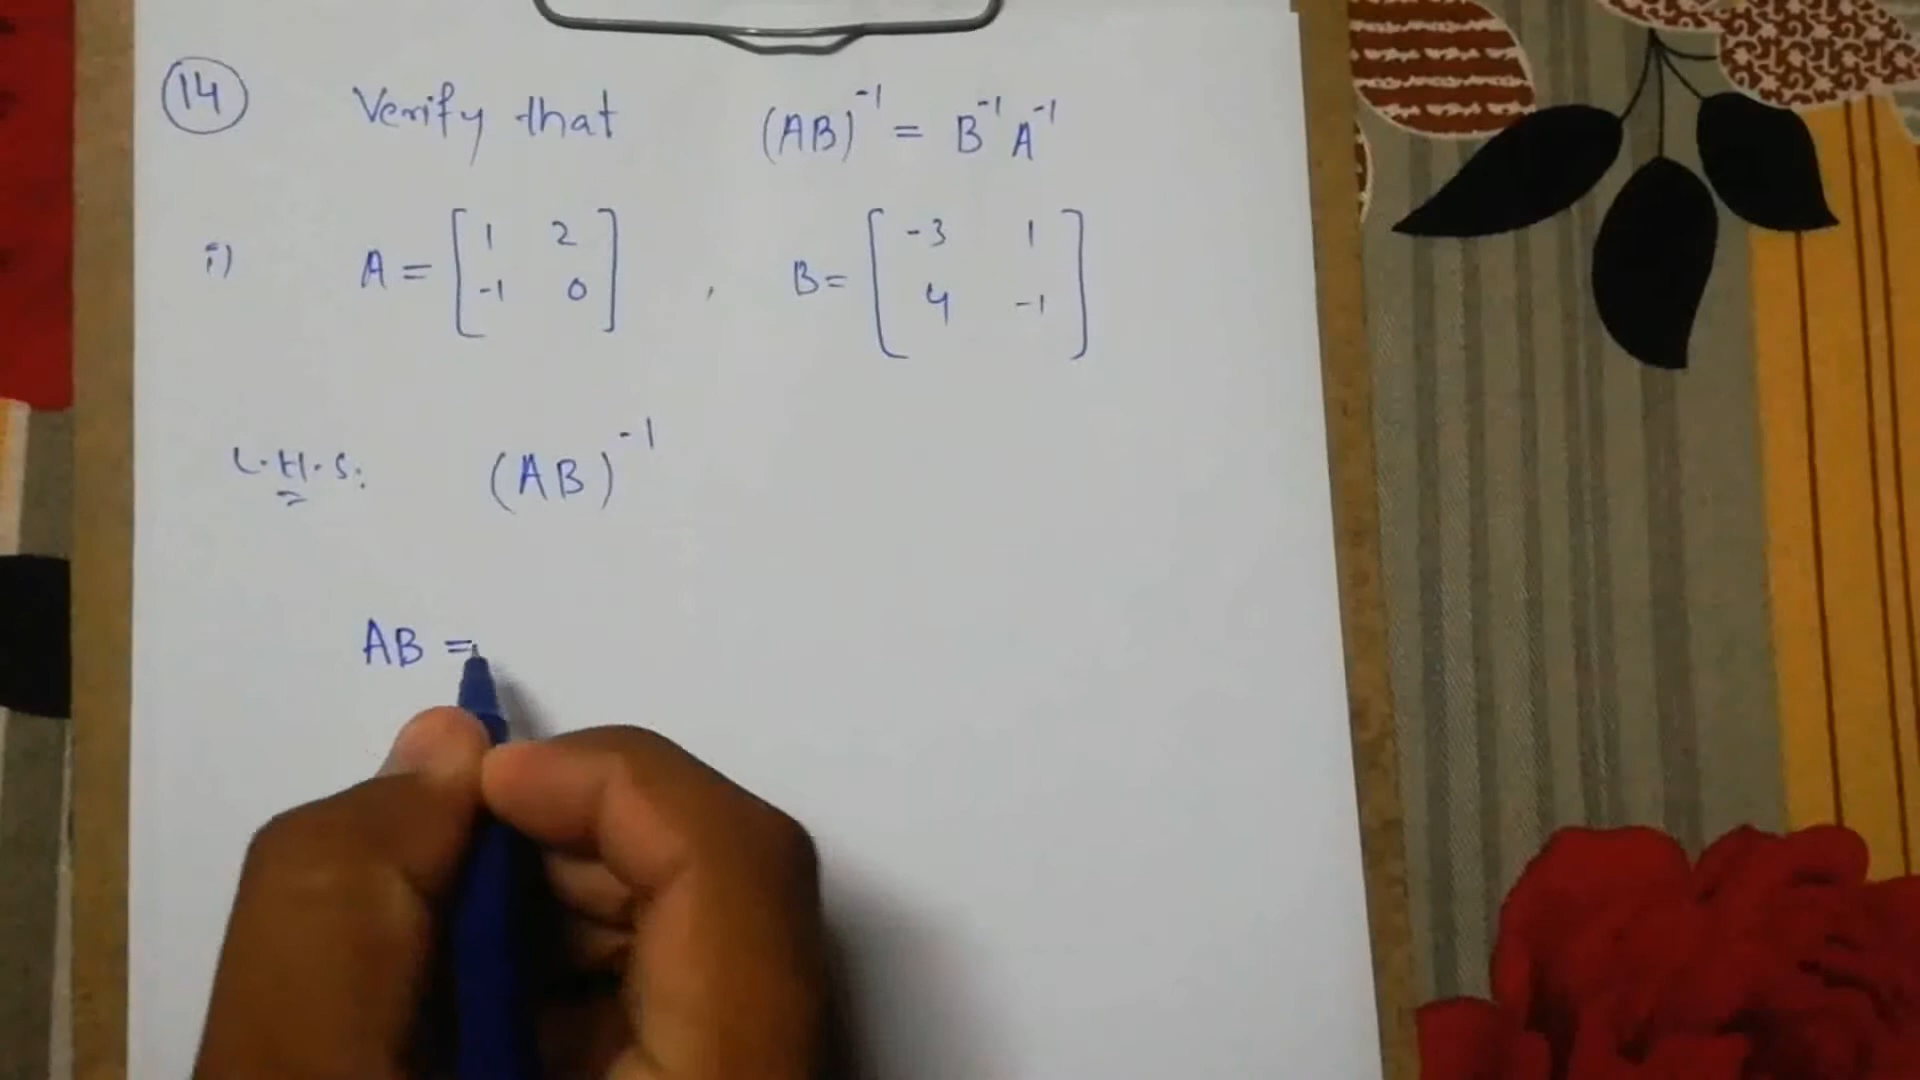 14 Verify that (AB)⁻¹ = B⁻¹ A⁻¹
i) A = [1 2; -1 0] , B = [-3 1; 4 -1]
L.H.S: (AB)⁻¹
AB =